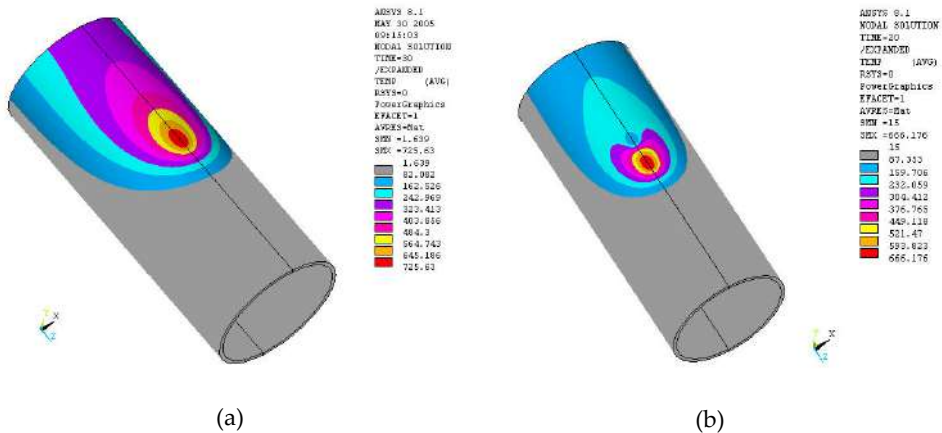 ANSYS 8.1
MAY 30 2005
09:15:03
NODAL SOLUTION
TIME=30
/EXPANDED
TEMP (AVG)
RSYS=0
PowerGraphics
EFACET=1
AVRES=Mat
SMN =1.639
SMX =725.63
1.639
82.082
162.526
242.969
323.413
403.856
484.3
564.743
645.186
725.63
X
Y
Z
(a)
ANSYS 8.1
NODAL SOLUTION
TIME=20
/EXPANDED
TEMP (AVG)
RSYS=0
PowerGraphics
EFACET=1
AVRES=Mat
SMN =15
SMX =666.176
15
87.353
159.706
232.059
304.412
376.765
449.118
521.47
593.823
666.176
X
Y
Z
(b)